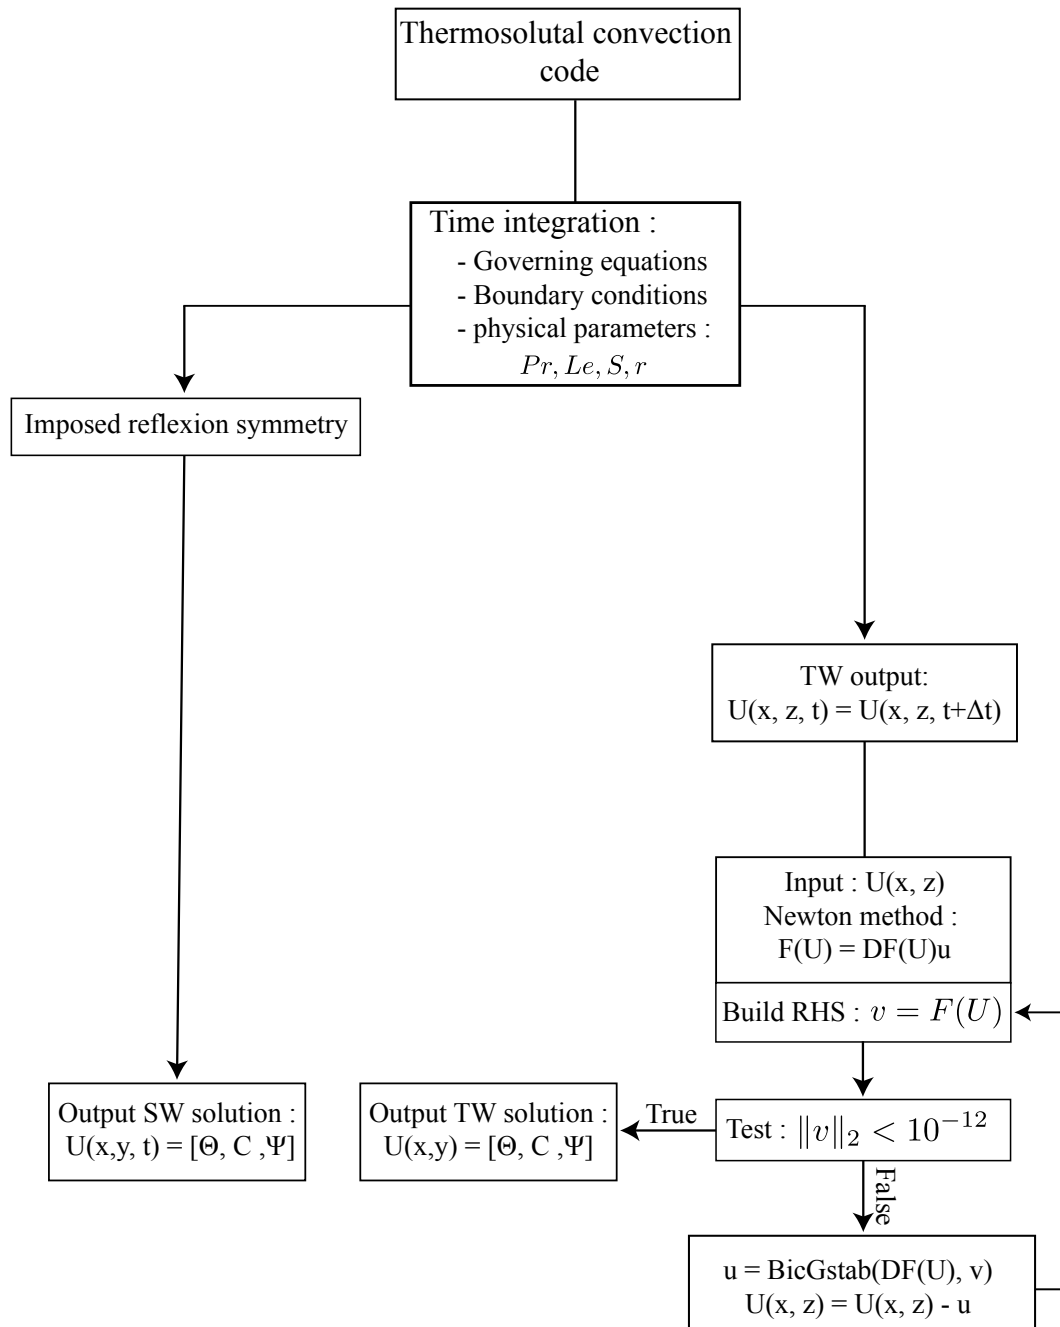 Thermosolutal convection
code
Time integration :
- Governing equations
- Boundary conditions
- physical parameters :
Pr, Le, S, r
Imposed reflexion symmetry
TW output:
U(x, z, t) = U(x, z, t+Δt)
Input : U(x, z)
Newton method :
F(U) = DF(U)u
Build RHS : v = F(U)
Output SW solution :
U(x,y, t) = [Θ, C ,Ψ]
Output TW solution :
U(x,y) = [Θ, C ,Ψ]
True
Test : ‖v‖₂ < 10⁻¹²
False
u = BicGstab(DF(U), v)
U(x, z) = U(x, z) - u